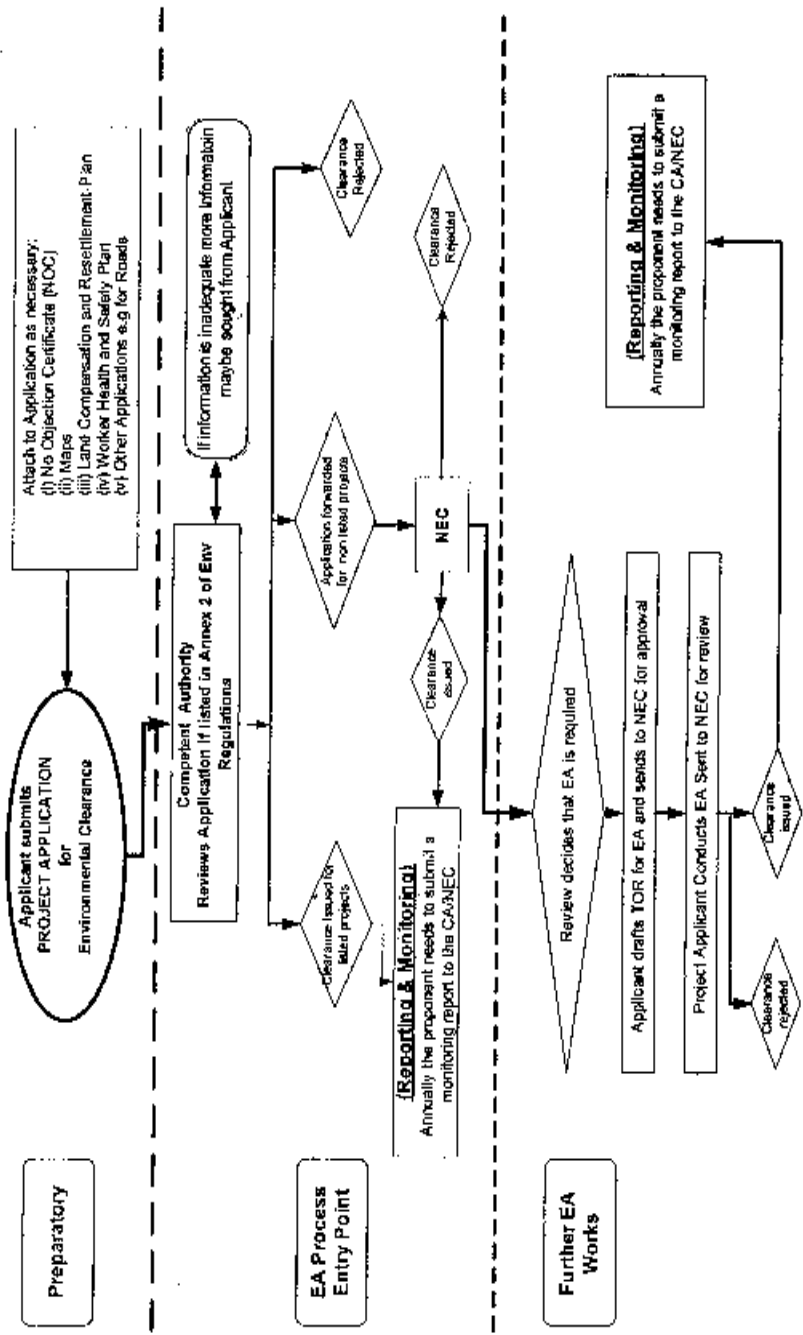 Preparatory
Applicant submits
PROJECT APPLICATION
for
Environmental Clearance
Attach to Application as necessary:
(i) No Objection Certificate (NOC)
(ii) Maps
(iii) Land Compensation and Resettlement Plan
(iv) Worker Health and Safety Plan
(v) Other Applications e.g for Roads
EA Process
Entry Point
Competent Authority
Reviews Application If listed in Annex 2 of Env
Regulations
If information is inadequate more Informatoin
maybe sought from Applicant
Clearance Issued for
listed projects
Application forwarded
for non listed projects
Clearance
Rejected
NEC
Clearance
issued
Clearance
Rejected
(Reporting & Monitoring)
Annually the proponent needs to submit a
monitoring report to the CA/NEC
Further EA
Works
Review decides that EA is required
Applicant drafts TOR for EA and sends to NEC for approval
Project Applicant Conducts EA Sent to NEC for review
Clearance
rejected
Clearance
issued
(Reporting & Monitoring)
Annually the proponent needs to submit a
monitoring report to the CA/NEC